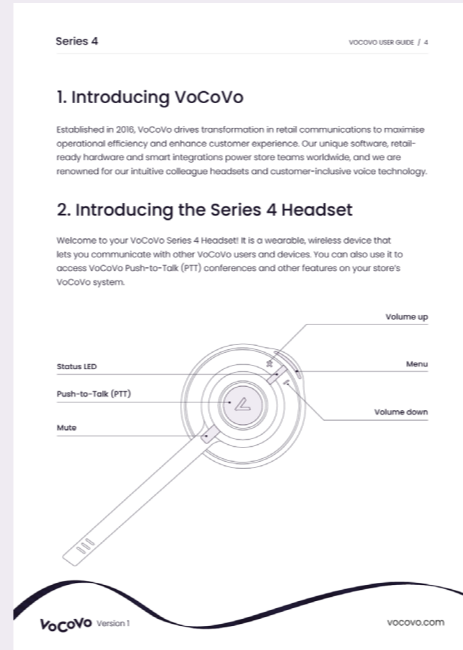 Series 4
VOCOVO USER GUIDE / 4
1. Introducing VoCoVo
Established in 2016, VoCoVo drives transformation in retail communications to maximise
operational efficiency and enhance customer experience. Our unique software, retail-
ready hardware and smart integrations power store teams worldwide, and we are
renowned for our intuitive colleague headsets and customer-inclusive voice technology.
2. Introducing the Series 4 Headset
Welcome to your VoCoVo Series 4 Headset! It is a wearable, wireless device that
lets you communicate with other VoCoVo users and devices. You can also use it to
access VoCoVo Push-to-Talk (PTT) conferences and other features on your store's
VoCoVo system.
Volume up
Status LED
Menu
Push-to-Talk (PTT)
Volume down
Mute
VoCoVo Version 1
vocovo.com